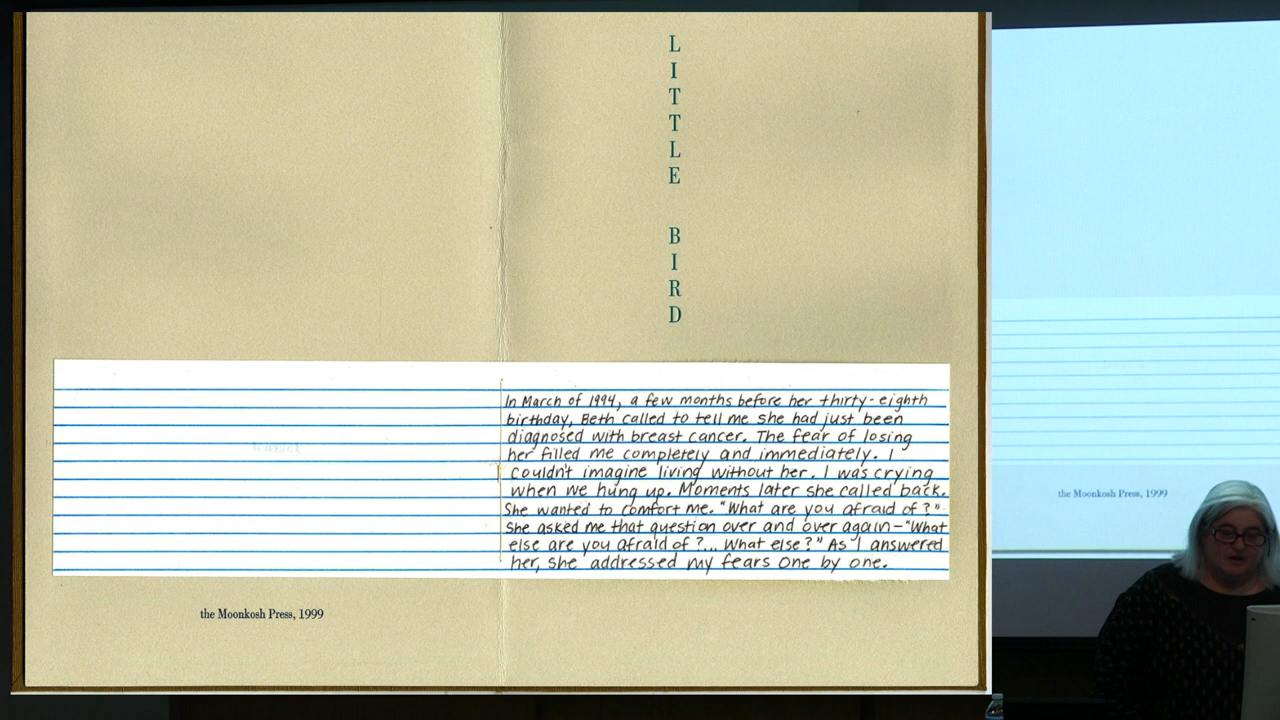 L
I
T
T
L
E
B
I
R
D
In March of 1994, a few months before her thirty-eighth
birthday, Beth called to tell me she had just been
diagnosed with breast cancer. The fear of losing
her filled me completely and immediately. I
couldn't imagine living without her. I was crying
when we hung up. Moments later she called back.
She wanted to comfort me. "What are you afraid of?"
She asked me that question over and over again—"What
else are you afraid of?... What else?" As I answered
her, she addressed my fears one by one.
the Moonkosh Press, 1999
the Moonkosh Press, 1999